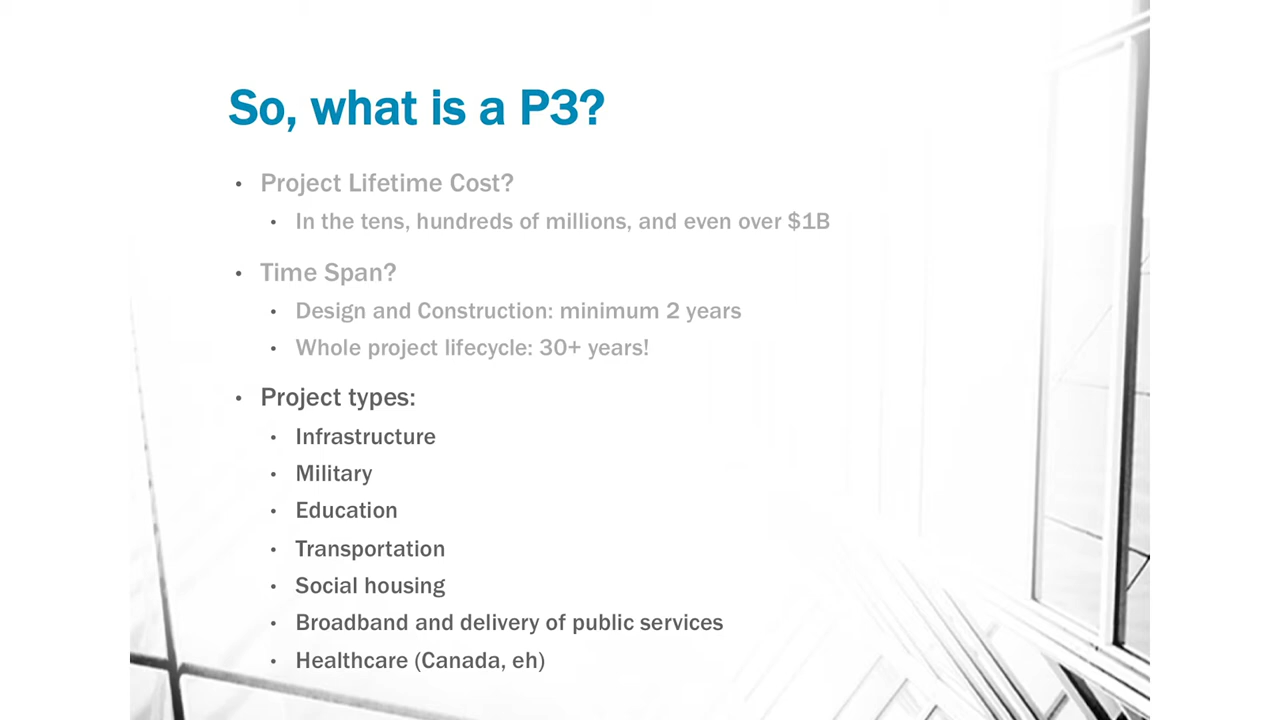 So, what is a P3?
• Project Lifetime Cost?
• In the tens, hundreds of millions, and even over $1B
• Time Span?
• Design and Construction: minimum 2 years
• Whole project lifecycle: 30+ years!
• Project types:
• Infrastructure
• Military
• Education
• Transportation
• Social housing
• Broadband and delivery of public services
• Healthcare (Canada, eh)